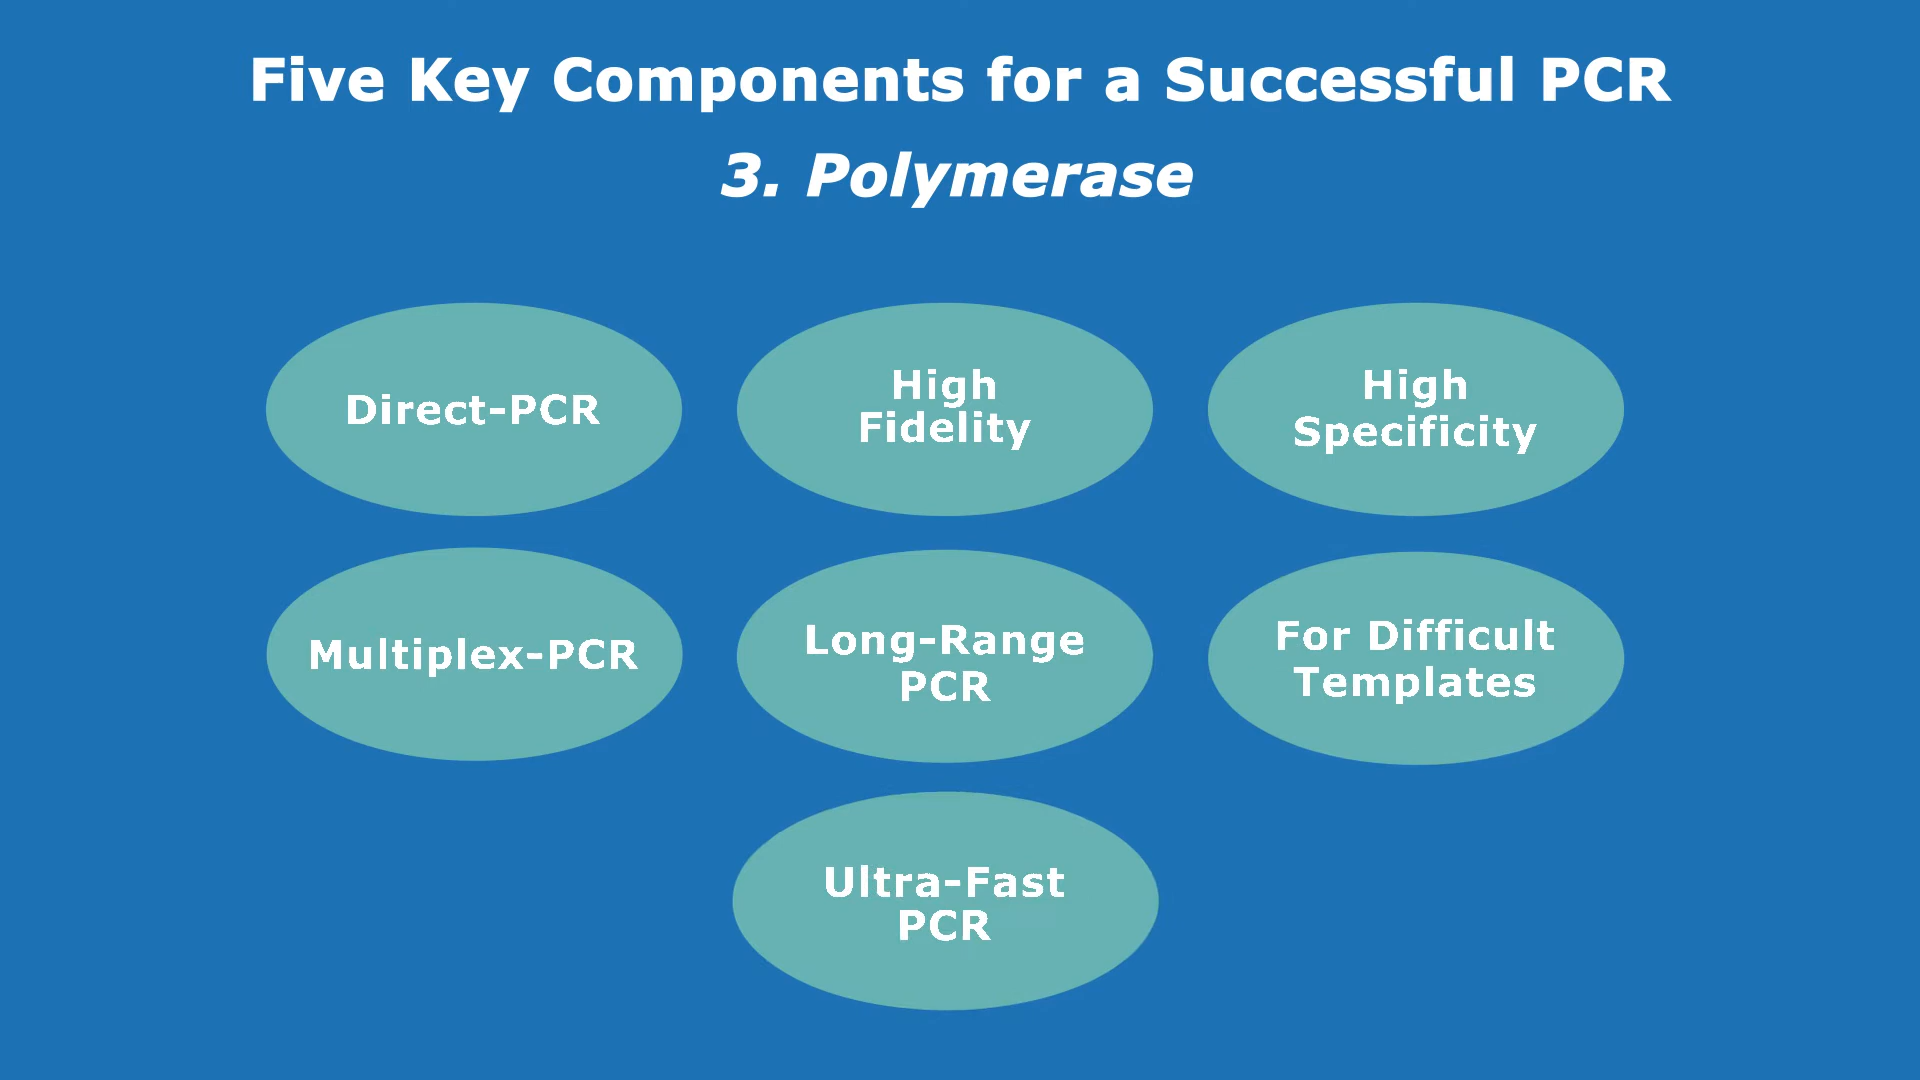 Five Key Components for a Successful PCR
3. Polymerase
Direct-PCR
High
Fidelity
High
Specificity
Multiplex-PCR
Long-Range
PCR
For Difficult
Templates
Ultra-Fast
PCR